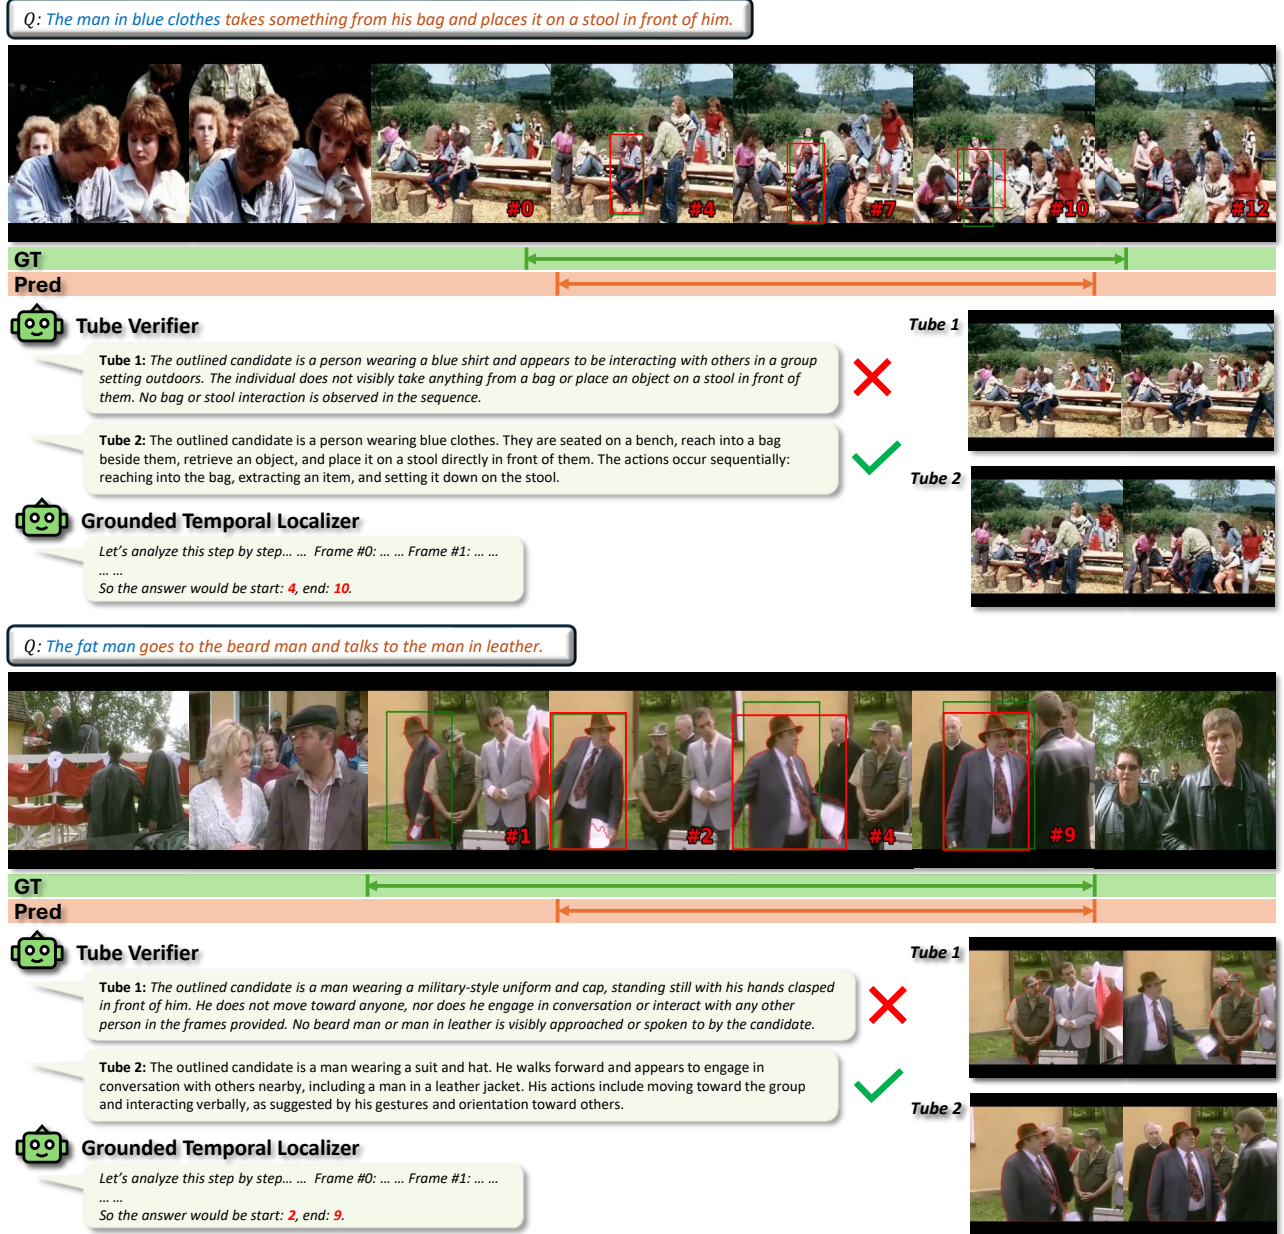 Q: The man in blue clothes takes something from his bag and places it on a stool in front of him.
#0
#4
#7
#10
#12
GT
Pred
Tube Verifier
Tube 1
Tube 1: The outlined candidate is a person wearing a blue shirt and appears to be interacting with others in a group
setting outdoors. The individual does not visibly take anything from a bag or place an object on a stool in front of
them. No bag or stool interaction is observed in the sequence.
Tube 2: The outlined candidate is a person wearing blue clothes. They are seated on a bench, reach into a bag
beside them, retrieve an object, and place it on a stool directly in front of them. The actions occur sequentially:
reaching into the bag, extracting an item, and setting it down on the stool.
Tube 2
Grounded Temporal Localizer
Let's analyze this step by step… … Frame #0: … … Frame #1: … …
… …
So the answer would be start: 4, end: 10.
Q: The fat man goes to the beard man and talks to the man in leather.
#1
#2
#4
#9
GT
Pred
Tube Verifier
Tube 1
Tube 1: The outlined candidate is a man wearing a military-style uniform and cap, standing still with his hands clasped
in front of him. He does not move toward anyone, nor does he engage in conversation or interact with any other
person in the frames provided. No beard man or man in leather is visibly approached or spoken to by the candidate.
Tube 2: The outlined candidate is a man wearing a suit and hat. He walks forward and appears to engage in
conversation with others nearby, including a man in a leather jacket. His actions include moving toward the group
and interacting verbally, as suggested by his gestures and orientation toward others.
Tube 2
Grounded Temporal Localizer
Let's analyze this step by step… … Frame #0: … … Frame #1: … …
… …
So the answer would be start: 2, end: 9.